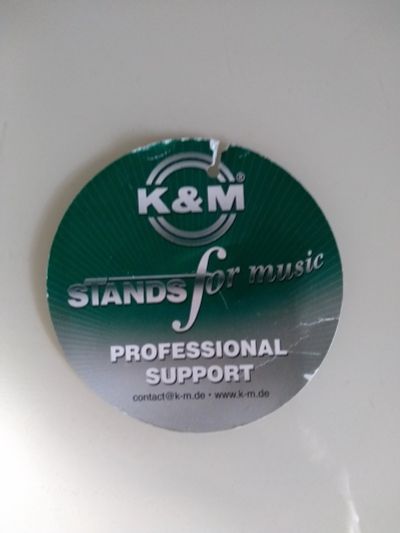 K&M®
STANDS for music
PROFESSIONAL
SUPPORT
contact@k-m.de • www.k-m.de